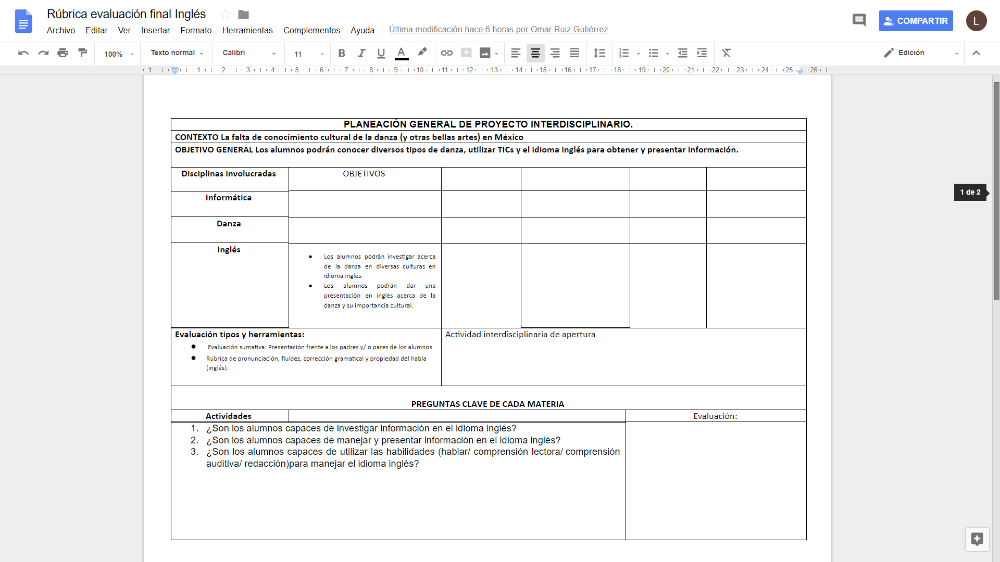 Rúbrica evaluación final Inglés
Archivo Editar Ver Insertar Formato Herramientas Complementos Ayuda Última modificación hace 6 horas por Omar Ruiz Gutiérrez
COMPARTIR
L
100% Texto normal Calibri 11 B I U A Edición
1 1 2 3 4 5 6 7 8 9 10 11 12 13 14 15 16 17 18 19 20 21 22 23 24 25 26
PLANEACIÓN GENERAL DE PROYECTO INTERDISCIPLINARIO.
CONTEXTO La falta de conocimiento cultural de la danza (y otras bellas artes) en México
OBJETIVO GENERAL Los alumnos podrán conocer diversos tipos de danza, utilizar TICs y el idioma inglés para obtener y presentar información.
Disciplinas involucradas OBJETIVOS
1 de 2
Informática
Danza
Inglés
● Los alumnos podrán investigar acerca
de la danza en diversas culturas en
idioma inglés.
● Los alumnos podrán dar una
presentación en inglés acerca de la
danza y su importancia cultural.
Evaluación tipos y herramientas:
● Evaluación sumativa: Presentación frente a los padres y/ o pares de los alumnos.
● Rúbrica de pronunciación, fluidez, corrección gramatical y propiedad del habla
(inglés).
Actividad interdisciplinaria de apertura
PREGUNTAS CLAVE DE CADA MATERIA
Actividades Evaluación:
1. ¿Son los alumnos capaces de investigar información en el idioma inglés?
2. ¿Son los alumnos capaces de manejar y presentar información en el idioma inglés?
3. ¿Son los alumnos capaces de utilizar las habilidades (hablar/ comprensión lectora/ comprensión
auditiva/ redacción)para manejar el idioma inglés?